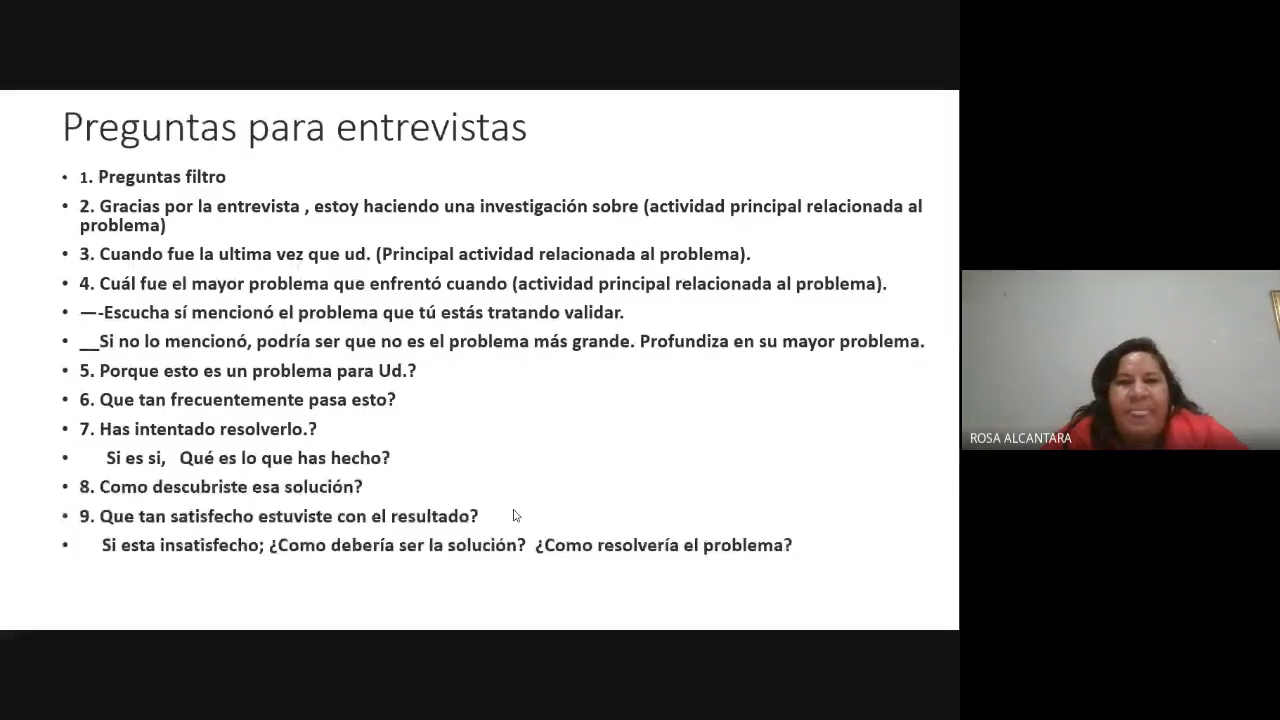 Preguntas para entrevistas
• 1. Preguntas filtro
• 2. Gracias por la entrevista , estoy haciendo una investigación sobre (actividad principal relacionada al
problema)
• 3. Cuando fue la ultima vez que ud. (Principal actividad relacionada al problema).
• 4. Cuál fue el mayor problema que enfrentó cuando (actividad principal relacionada al problema).
• —-Escucha sí mencionó el problema que tú estás tratando validar.
• __Si no lo mencionó, podría ser que no es el problema más grande. Profundiza en su mayor problema.
• 5. Porque esto es un problema para Ud.?
• 6. Que tan frecuentemente pasa esto?
• 7. Has intentado resolverlo.?
• Si es si, Qué es lo que has hecho?
• 8. Como descubriste esa solución?
• 9. Que tan satisfecho estuviste con el resultado?
• Si esta insatisfecho; ¿Como debería ser la solución? ¿Como resolvería el problema?
ROSA ALCANTARA